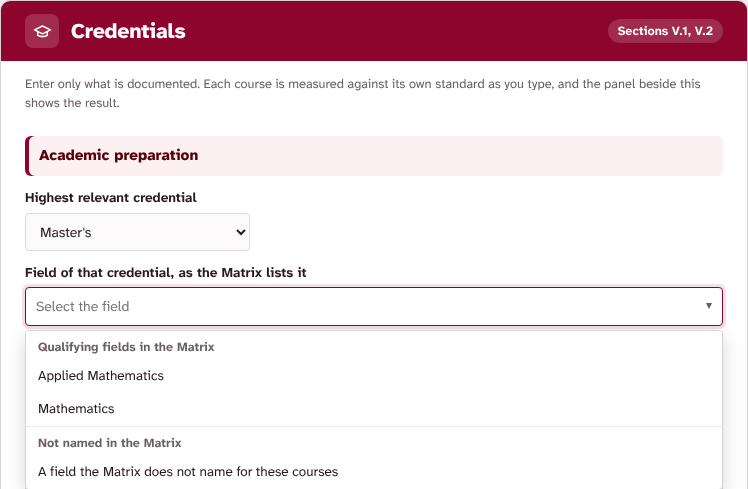 Credentials
Sections V.1, V.2
Enter only what is documented. Each course is measured against its own standard as you type, and the panel beside this
shows the result.
Academic preparation
Highest relevant credential
Master's
Field of that credential, as the Matrix lists it
Select the field
Qualifying fields in the Matrix
Applied Mathematics
Mathematics
Not named in the Matrix
A field the Matrix does not name for these courses